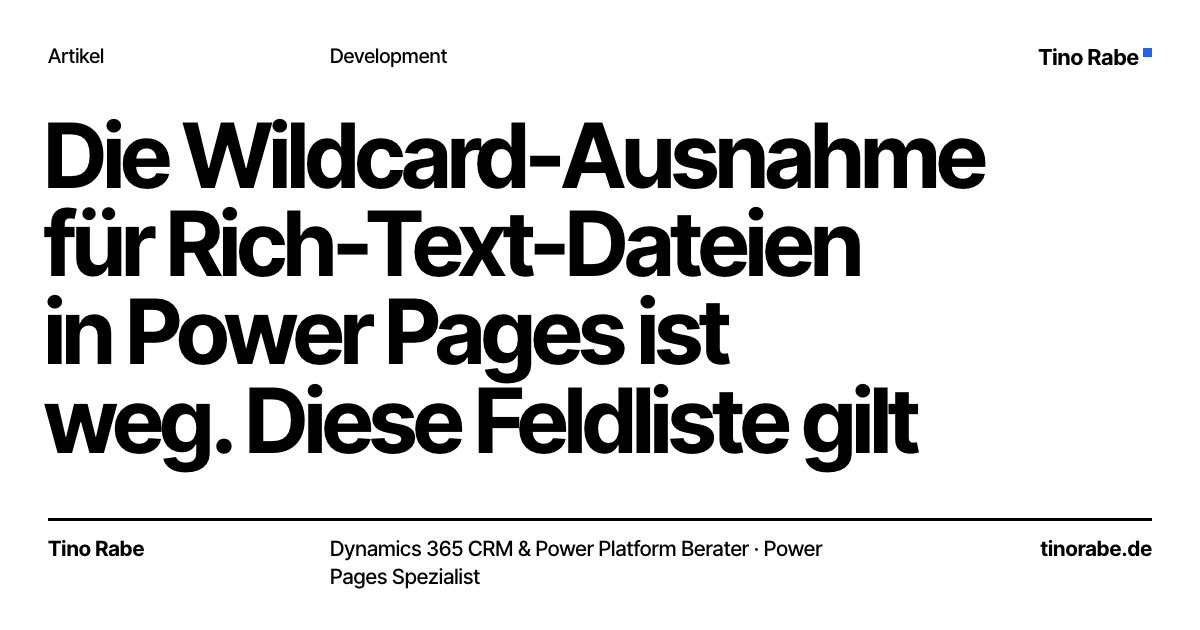 Artikel
Development
Tino Rabe
Die Wildcard-Ausnahme
für Rich-Text-Dateien
in Power Pages ist
weg. Diese Feldliste gilt
Tino Rabe
Dynamics 365 CRM & Power Platform Berater · Power
Pages Spezialist
tinorabe.de